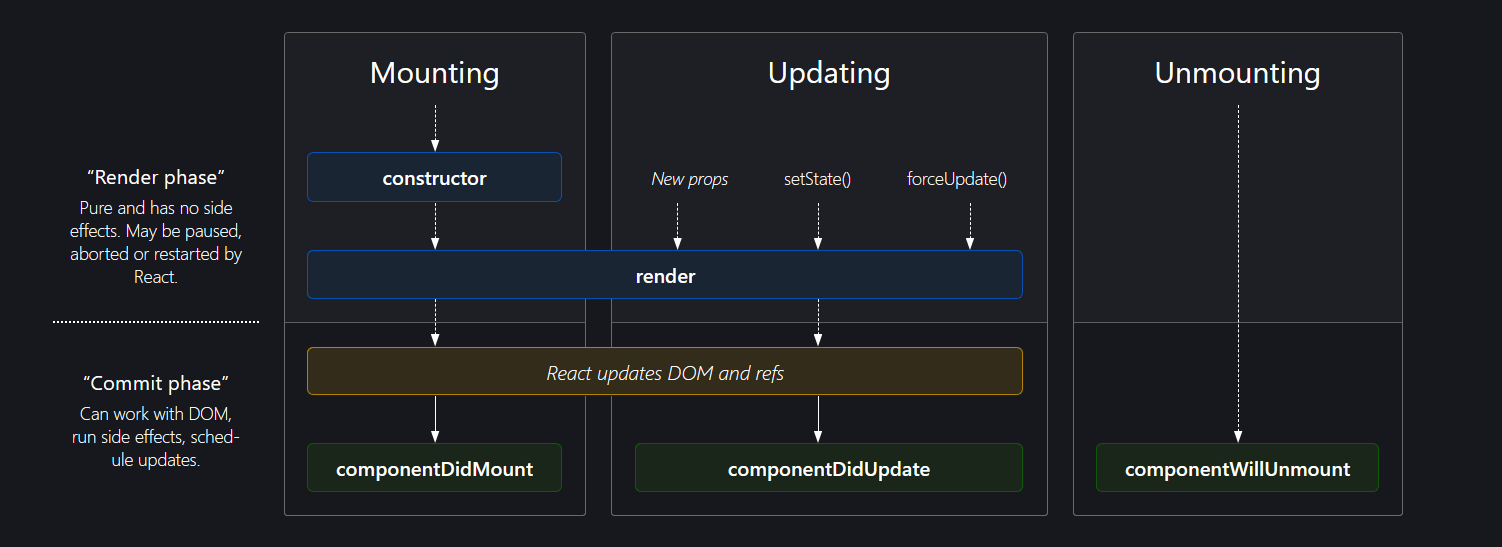 Mounting
Updating
Unmounting
“Render phase”
Pure and has no side
effects. May be paused,
aborted or restarted by
React.
constructor
New props
setState()
forceUpdate()
render
“Commit phase”
Can work with DOM,
run side effects, sched-
ule updates.
React updates DOM and refs
componentDidMount
componentDidUpdate
componentWillUnmount